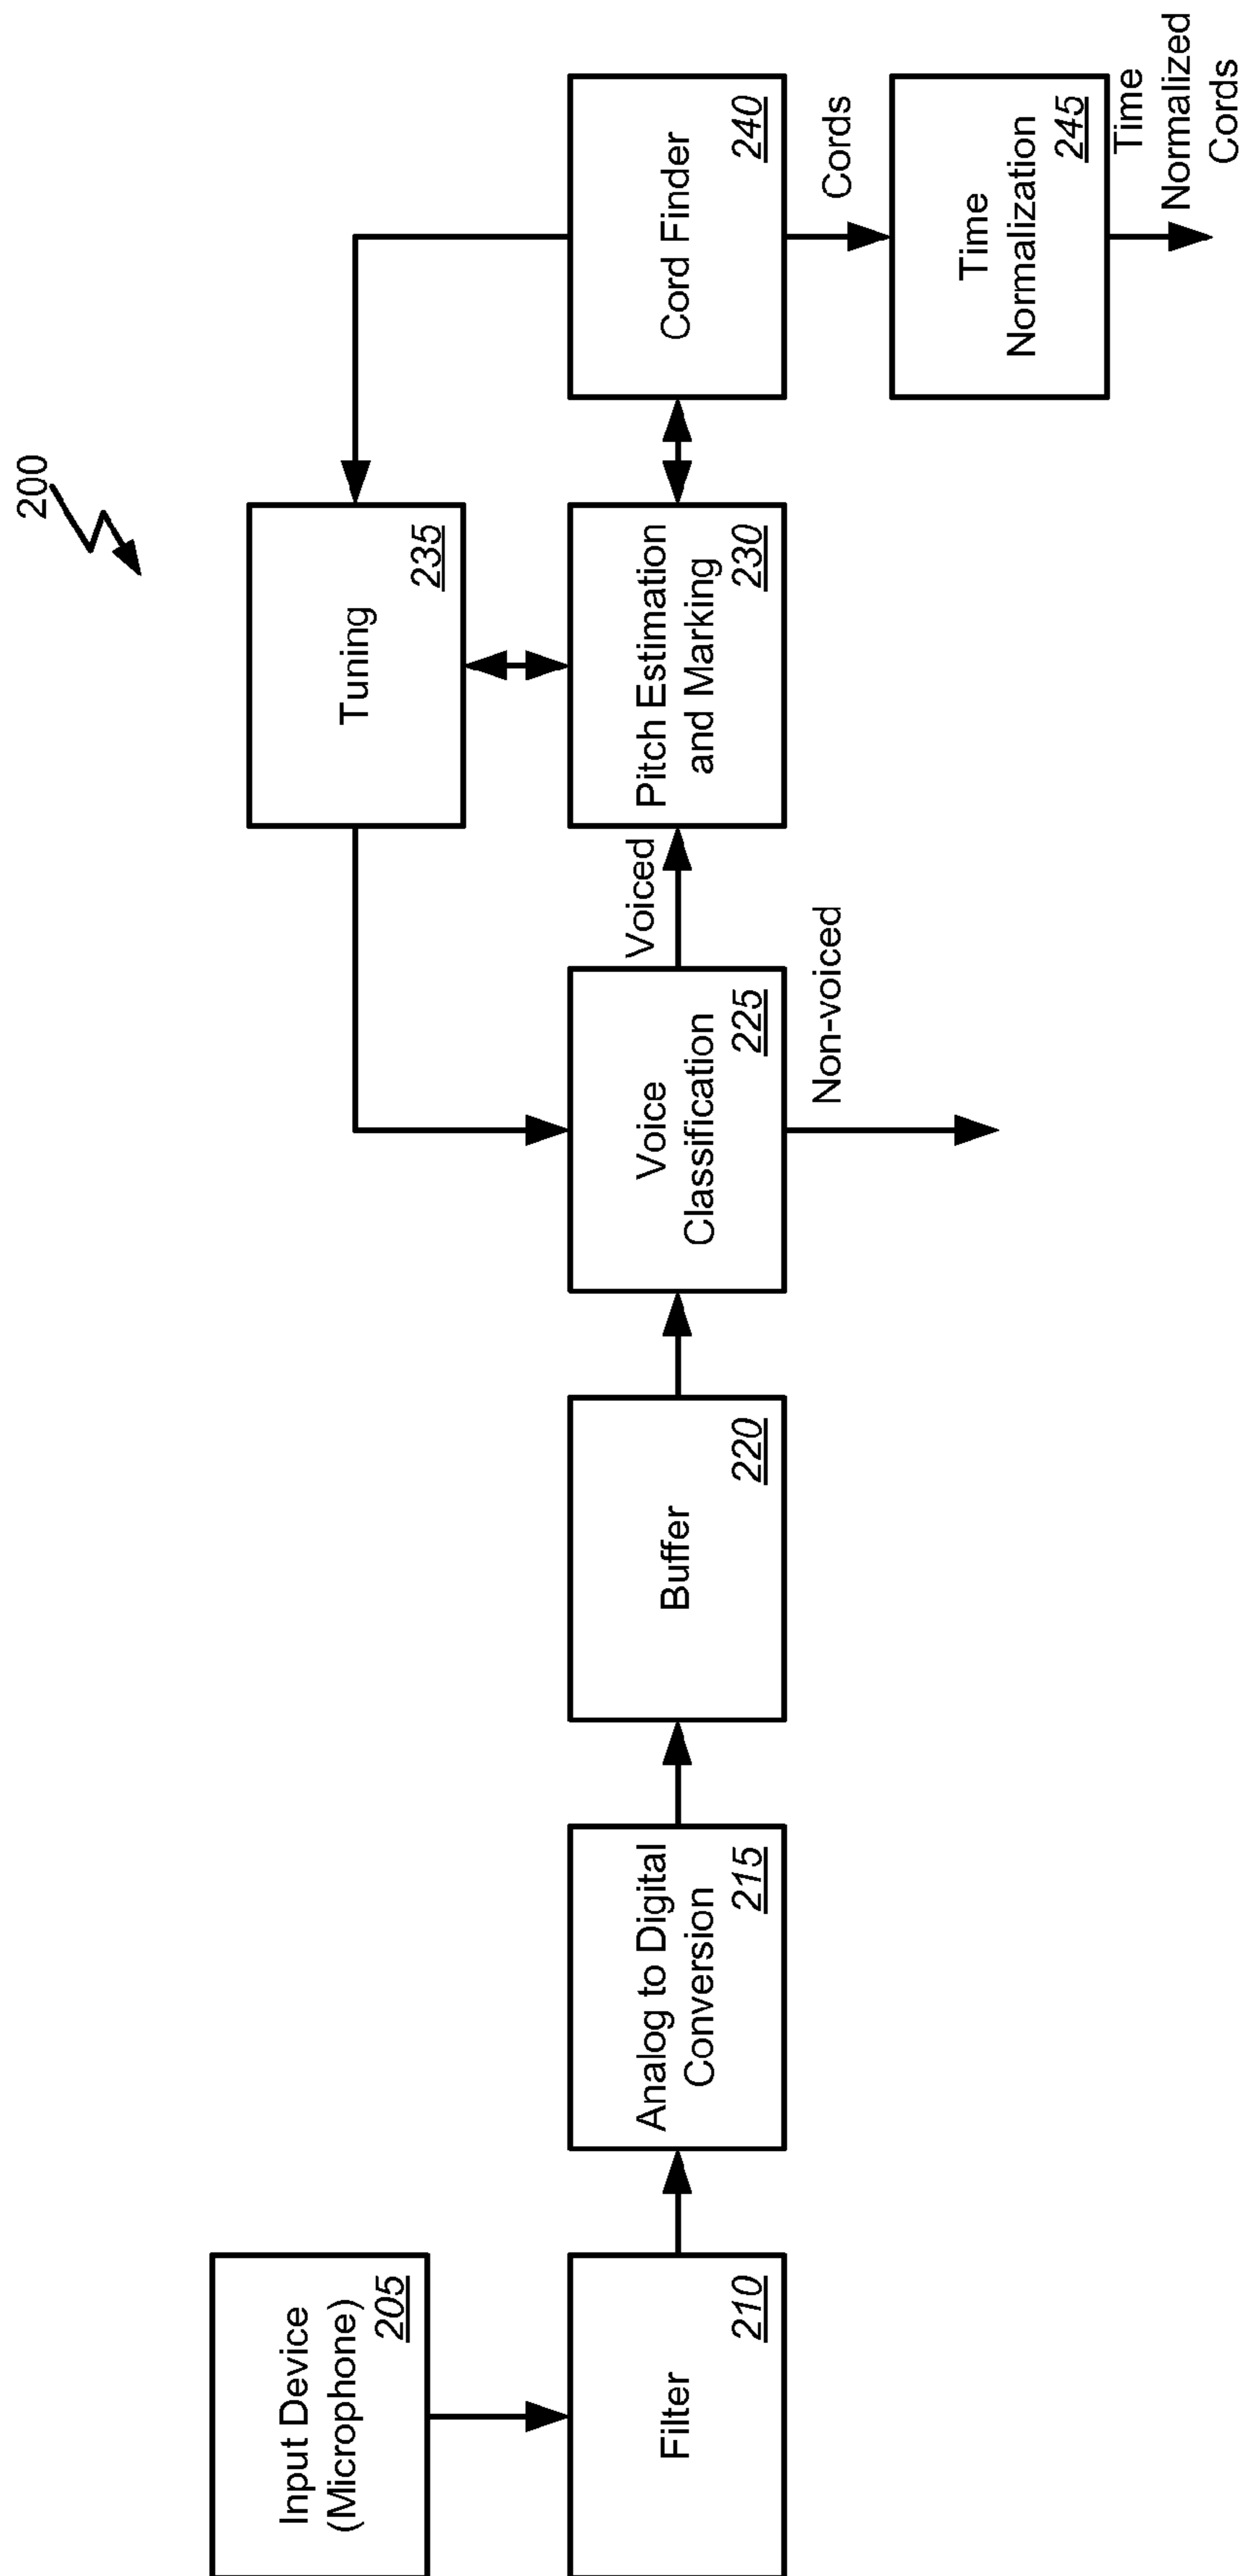 200
Input Device
(Microphone)
205
Filter
210
Analog to Digital
Conversion
215
Buffer
220
Voice
Classification
225
Voiced
Non-voiced
Tuning
235
Pitch Estimation
and Marking
230
Cord Finder
240
Cords
Time
Normalization
245
Time
Normalized
Cords